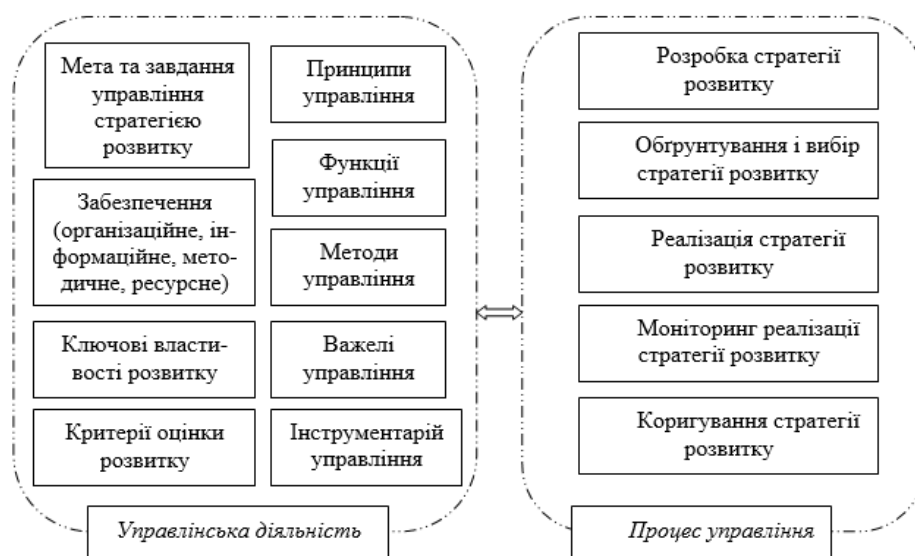 Мета та завдання
управління
стратегією
розвитку
Забезпечення
(організаційне, ін-
формаційне, мето-
дичне, ресурсне)
Ключові власти-
вості розвитку
Критерії оцінки
розвитку
Принципи
управління
Функції
управління
Методи
управління
Важелі
управління
Інструментарій
управління
Управлінська діяльність
Розробка стратегії
розвитку
Обґрунтування і вибір
стратегії розвитку
Реалізація стратегії
розвитку
Моніторинг реалізації
стратегії розвитку
Коригування стратегії
розвитку
Процес управління